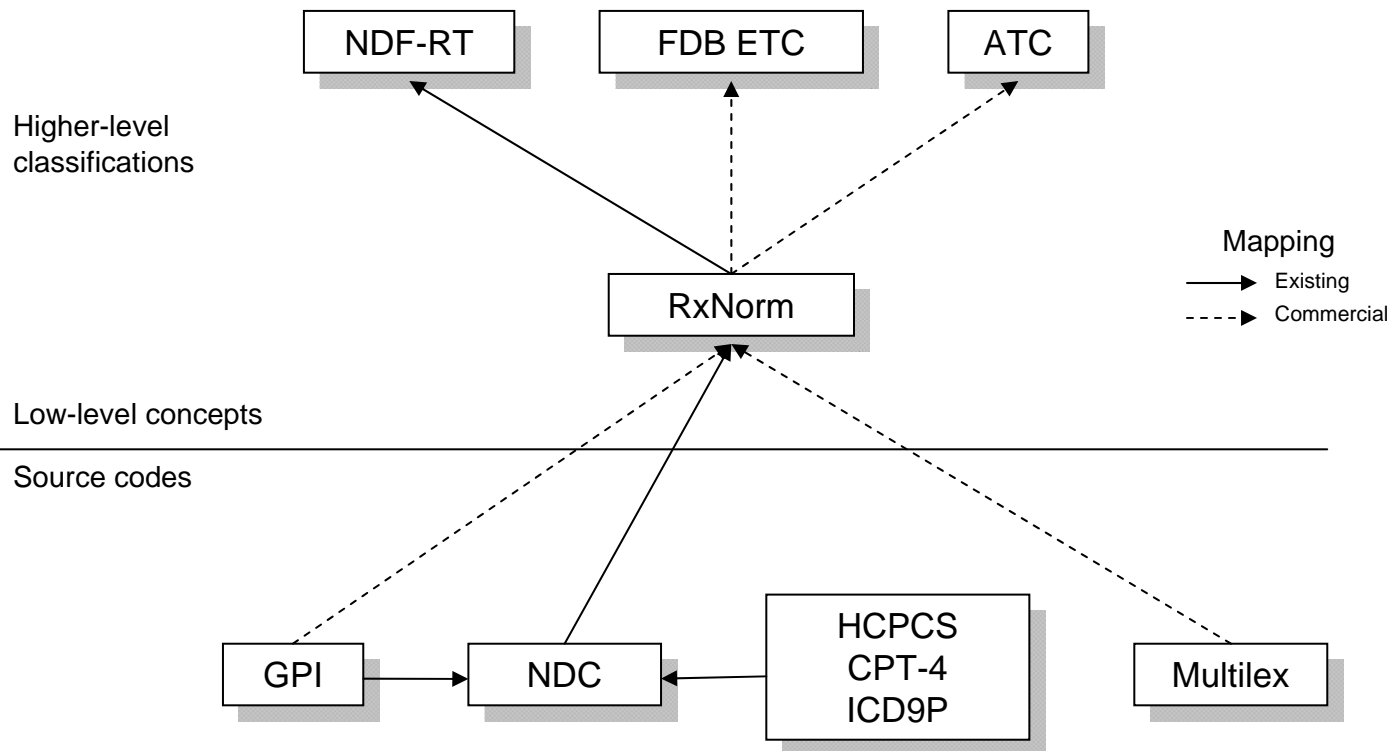 NDF-RT
FDB ETC
ATC
Higher-level
classifications
Mapping
Existing
Commercial
RxNorm
Low-level concepts
Source codes
GPI
NDC
HCPCS
CPT-4
ICD9P
Multilex